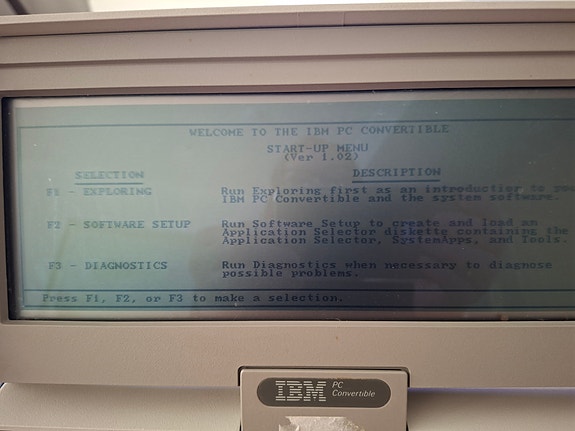 WELCOME TO THE IBM PC CONVERTIBLE
START-UP MENU
(Ver 1.02)
SELECTION DESCRIPTION
F1 - EXPLORING Run Exploring first as an introduction to you
IBM PC Convertible and the system software.
F2 - SOFTWARE SETUP Run Software Setup to create and load an
Application Selector diskette containing the
Application Selector, SystemApps, and Tools.
F3 - DIAGNOSTICS Run Diagnostics when necessary to diagnose
possible problems.
Press F1, F2, or F3 to make a selection.
IBM PC
Convertible